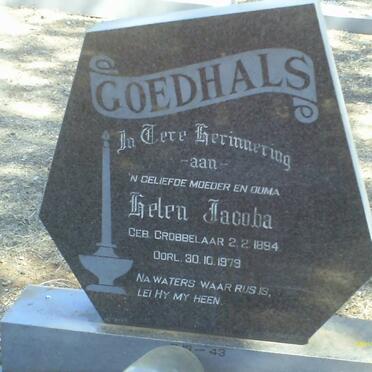 GOEDHALS
In Tere Herinnering
-aan-
'N GELIEFDE MOEDER EN OUMA
Helen Jacoba
GEB. GROBBELAAR 2. 2. 1894
OORL. 30. 10. 1979
NA WATERS WAAR RUS IS,
LEI HY MY HEEN.